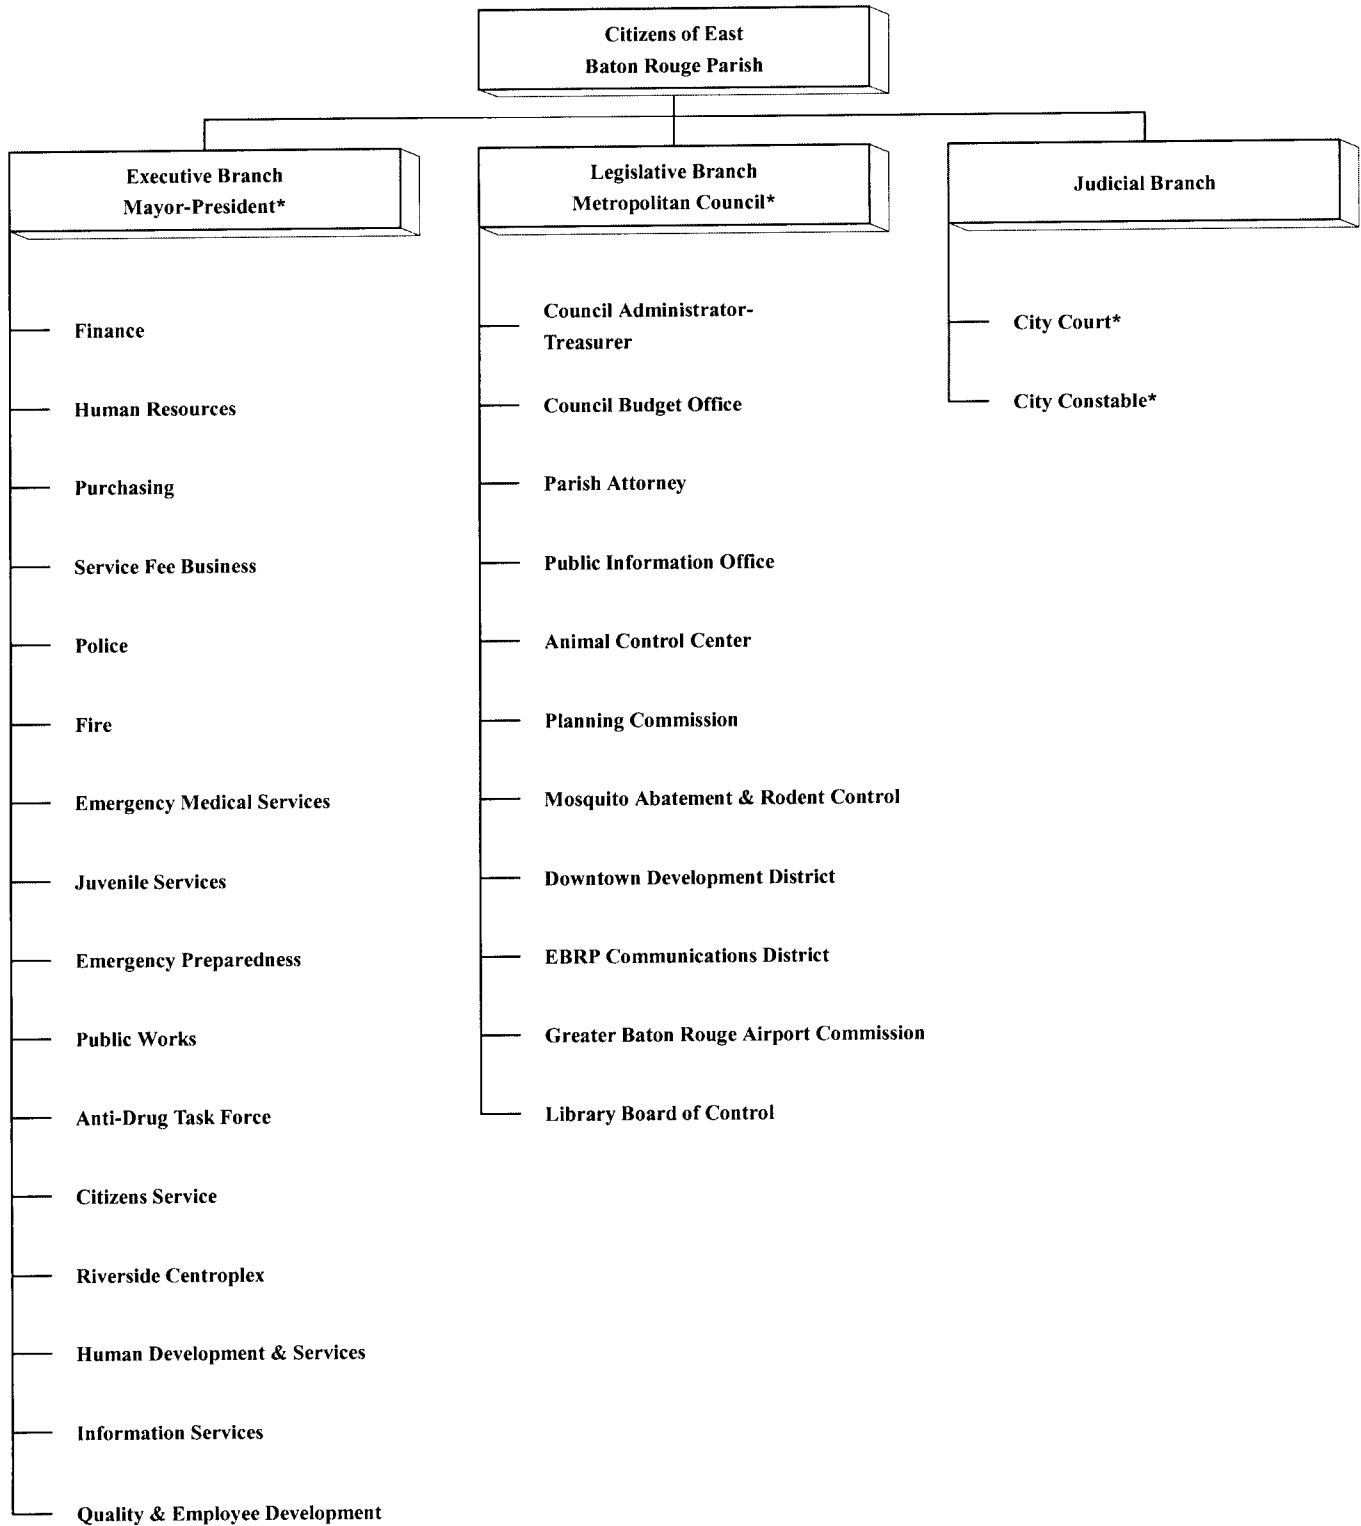 Citizens of East
Baton Rouge Parish
Executive Branch
Mayor-President*
Legislative Branch
Metropolitan Council*
Judicial Branch
Finance
Human Resources
Purchasing
Service Fee Business
Police
Fire
Emergency Medical Services
Juvenile Services
Emergency Preparedness
Public Works
Anti-Drug Task Force
Citizens Service
Riverside Centroplex
Human Development & Services
Information Services
Quality & Employee Development
Council Administrator-
Treasurer
Council Budget Office
Parish Attorney
Public Information Office
Animal Control Center
Planning Commission
Mosquito Abatement & Rodent Control
Downtown Development District
EBRP Communications District
Greater Baton Rouge Airport Commission
Library Board of Control
City Court*
City Constable*